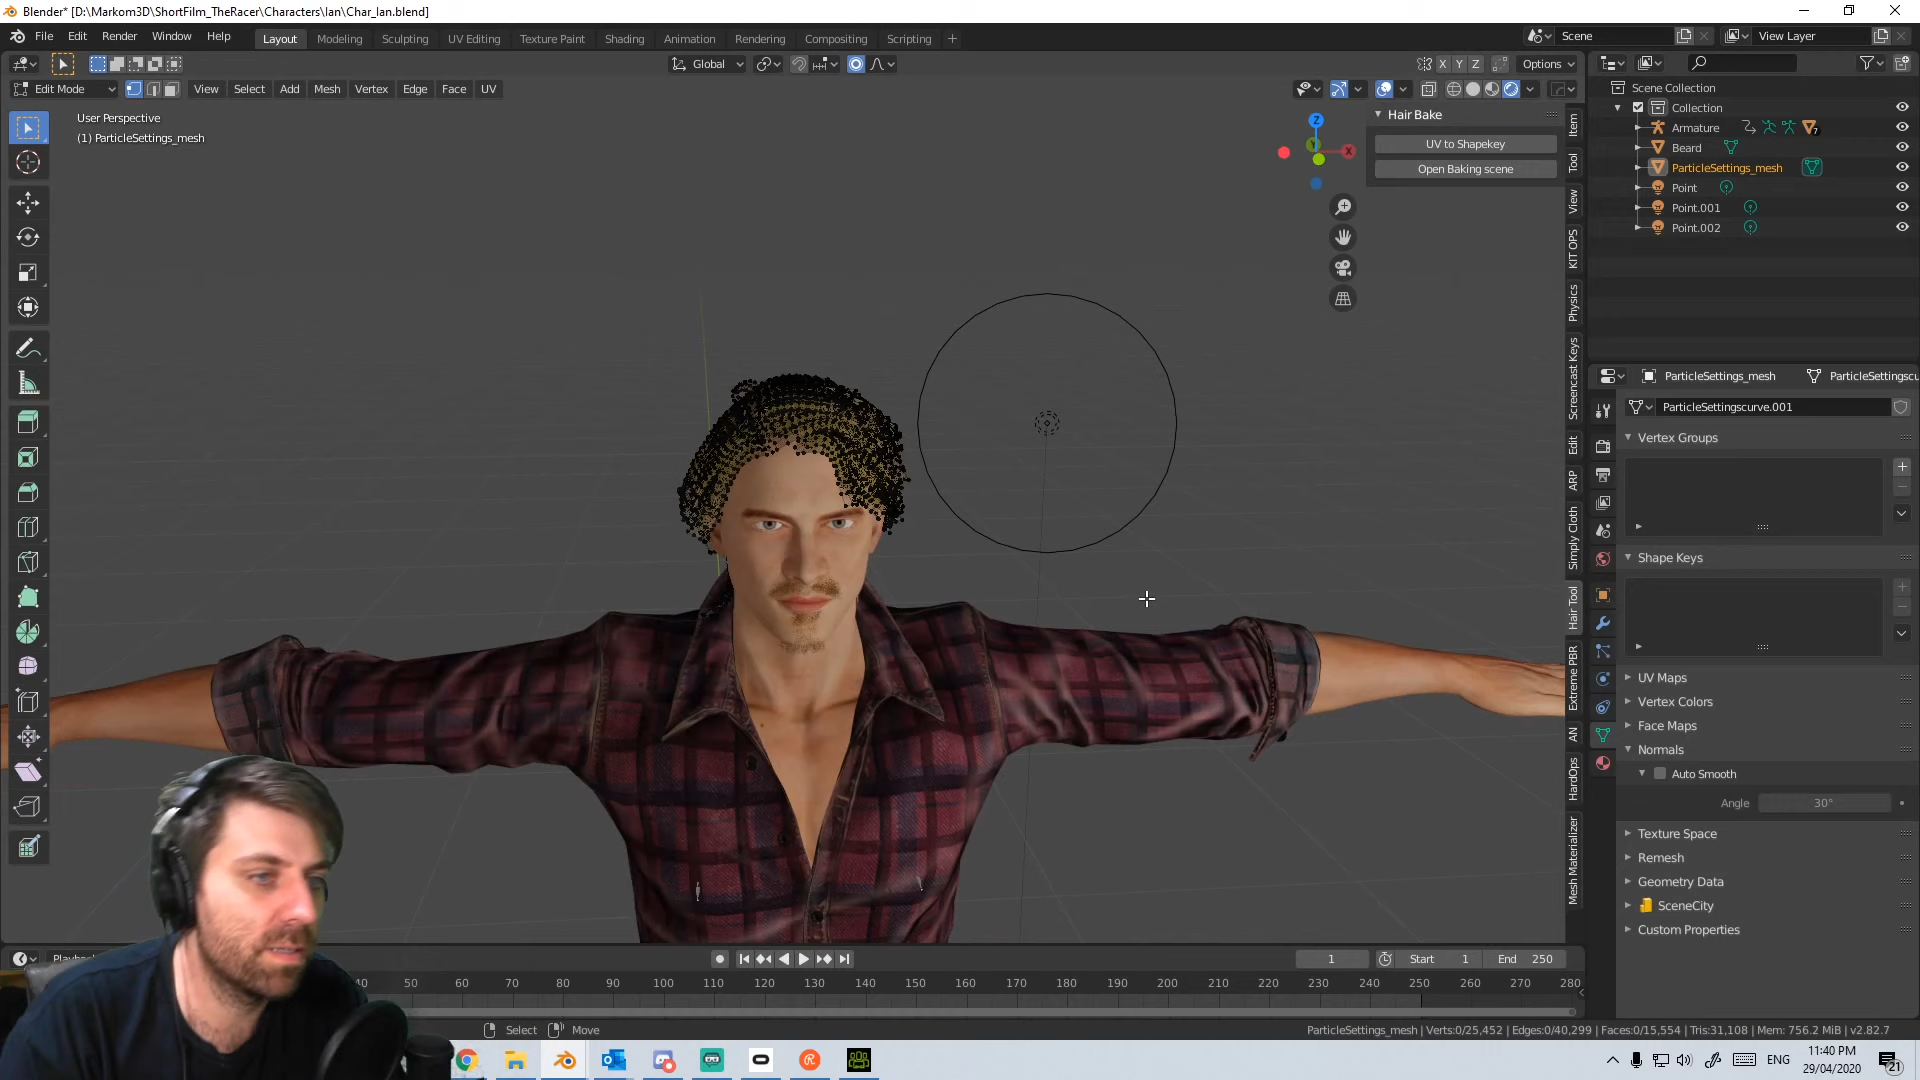 Blender* [D:\Markom3D\ShortFilm_TheRacer\Characters\Ian\Char_Ian.blend]
File Edit Render Window Help
Layout Modeling Sculpting UV Editing Texture Paint Shading Animation Rendering Compositing Scripting
Scene
View Layer
Global
X Y Z
Options
Edit Mode
View Select Add Mesh Vertex Edge Face UV
User Perspective
(1) ParticleSettings_mesh
Hair Bake
UV to Shapekey
Open Baking scene
Z
X
Y
Item
Tool
View
KIT OPS
Physics
Screencast Keys
Edit
ARP
Simply Cloth
Hair Tool
Extreme PBR
AN
HardOps
Mesh Materializer
Scene Collection
Collection
Armature
7
Beard
ParticleSettings_mesh
Point
Point.001
Point.002
ParticleSettings_mesh
ParticleSettingscu
ParticleSettingscurve.001
Vertex Groups
Shape Keys
UV Maps
Vertex Colors
Face Maps
Normals
Auto Smooth
Angle 30°
Texture Space
Remesh
Geometry Data
SceneCity
Custom Properties
1
Start 1
End 250
40 50 60 70 80 90 100 110 120 130 140 150 160 170 180 190 200 210 220 230 240 250 260 270 280
Select
Move
ParticleSettings_mesh | Verts:0/25,452 | Edges:0/40,299 | Faces:0/15,554 | Tris:31,108 | Mem: 756.2 MiB | v2.82.7
ENG
11:40 PM
29/04/2020
21